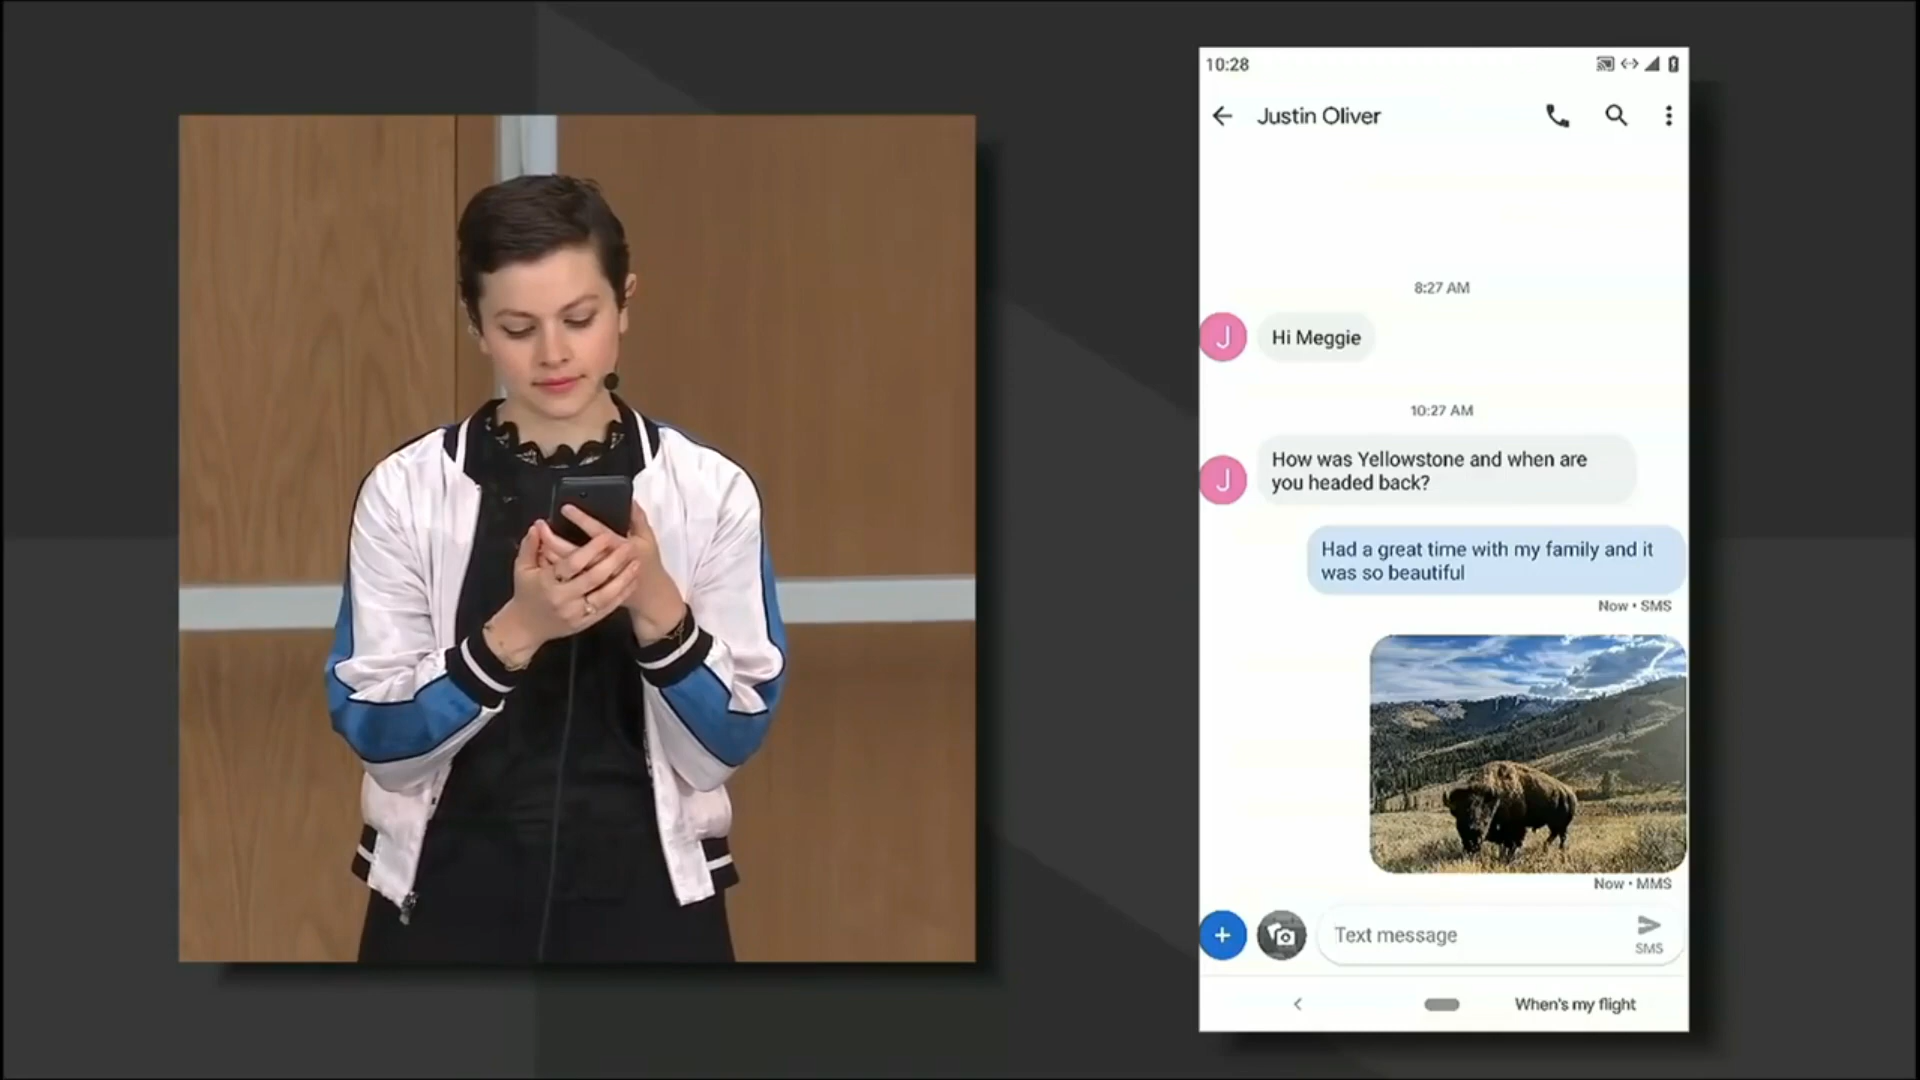 10:28
Justin Oliver
8:27 AM
J
Hi Meggie
10:27 AM
J
How was Yellowstone and when are
you headed back?
Had a great time with my family and it
was so beautiful
Now • SMS
Now • MMS
Text message
SMS
When's my flight